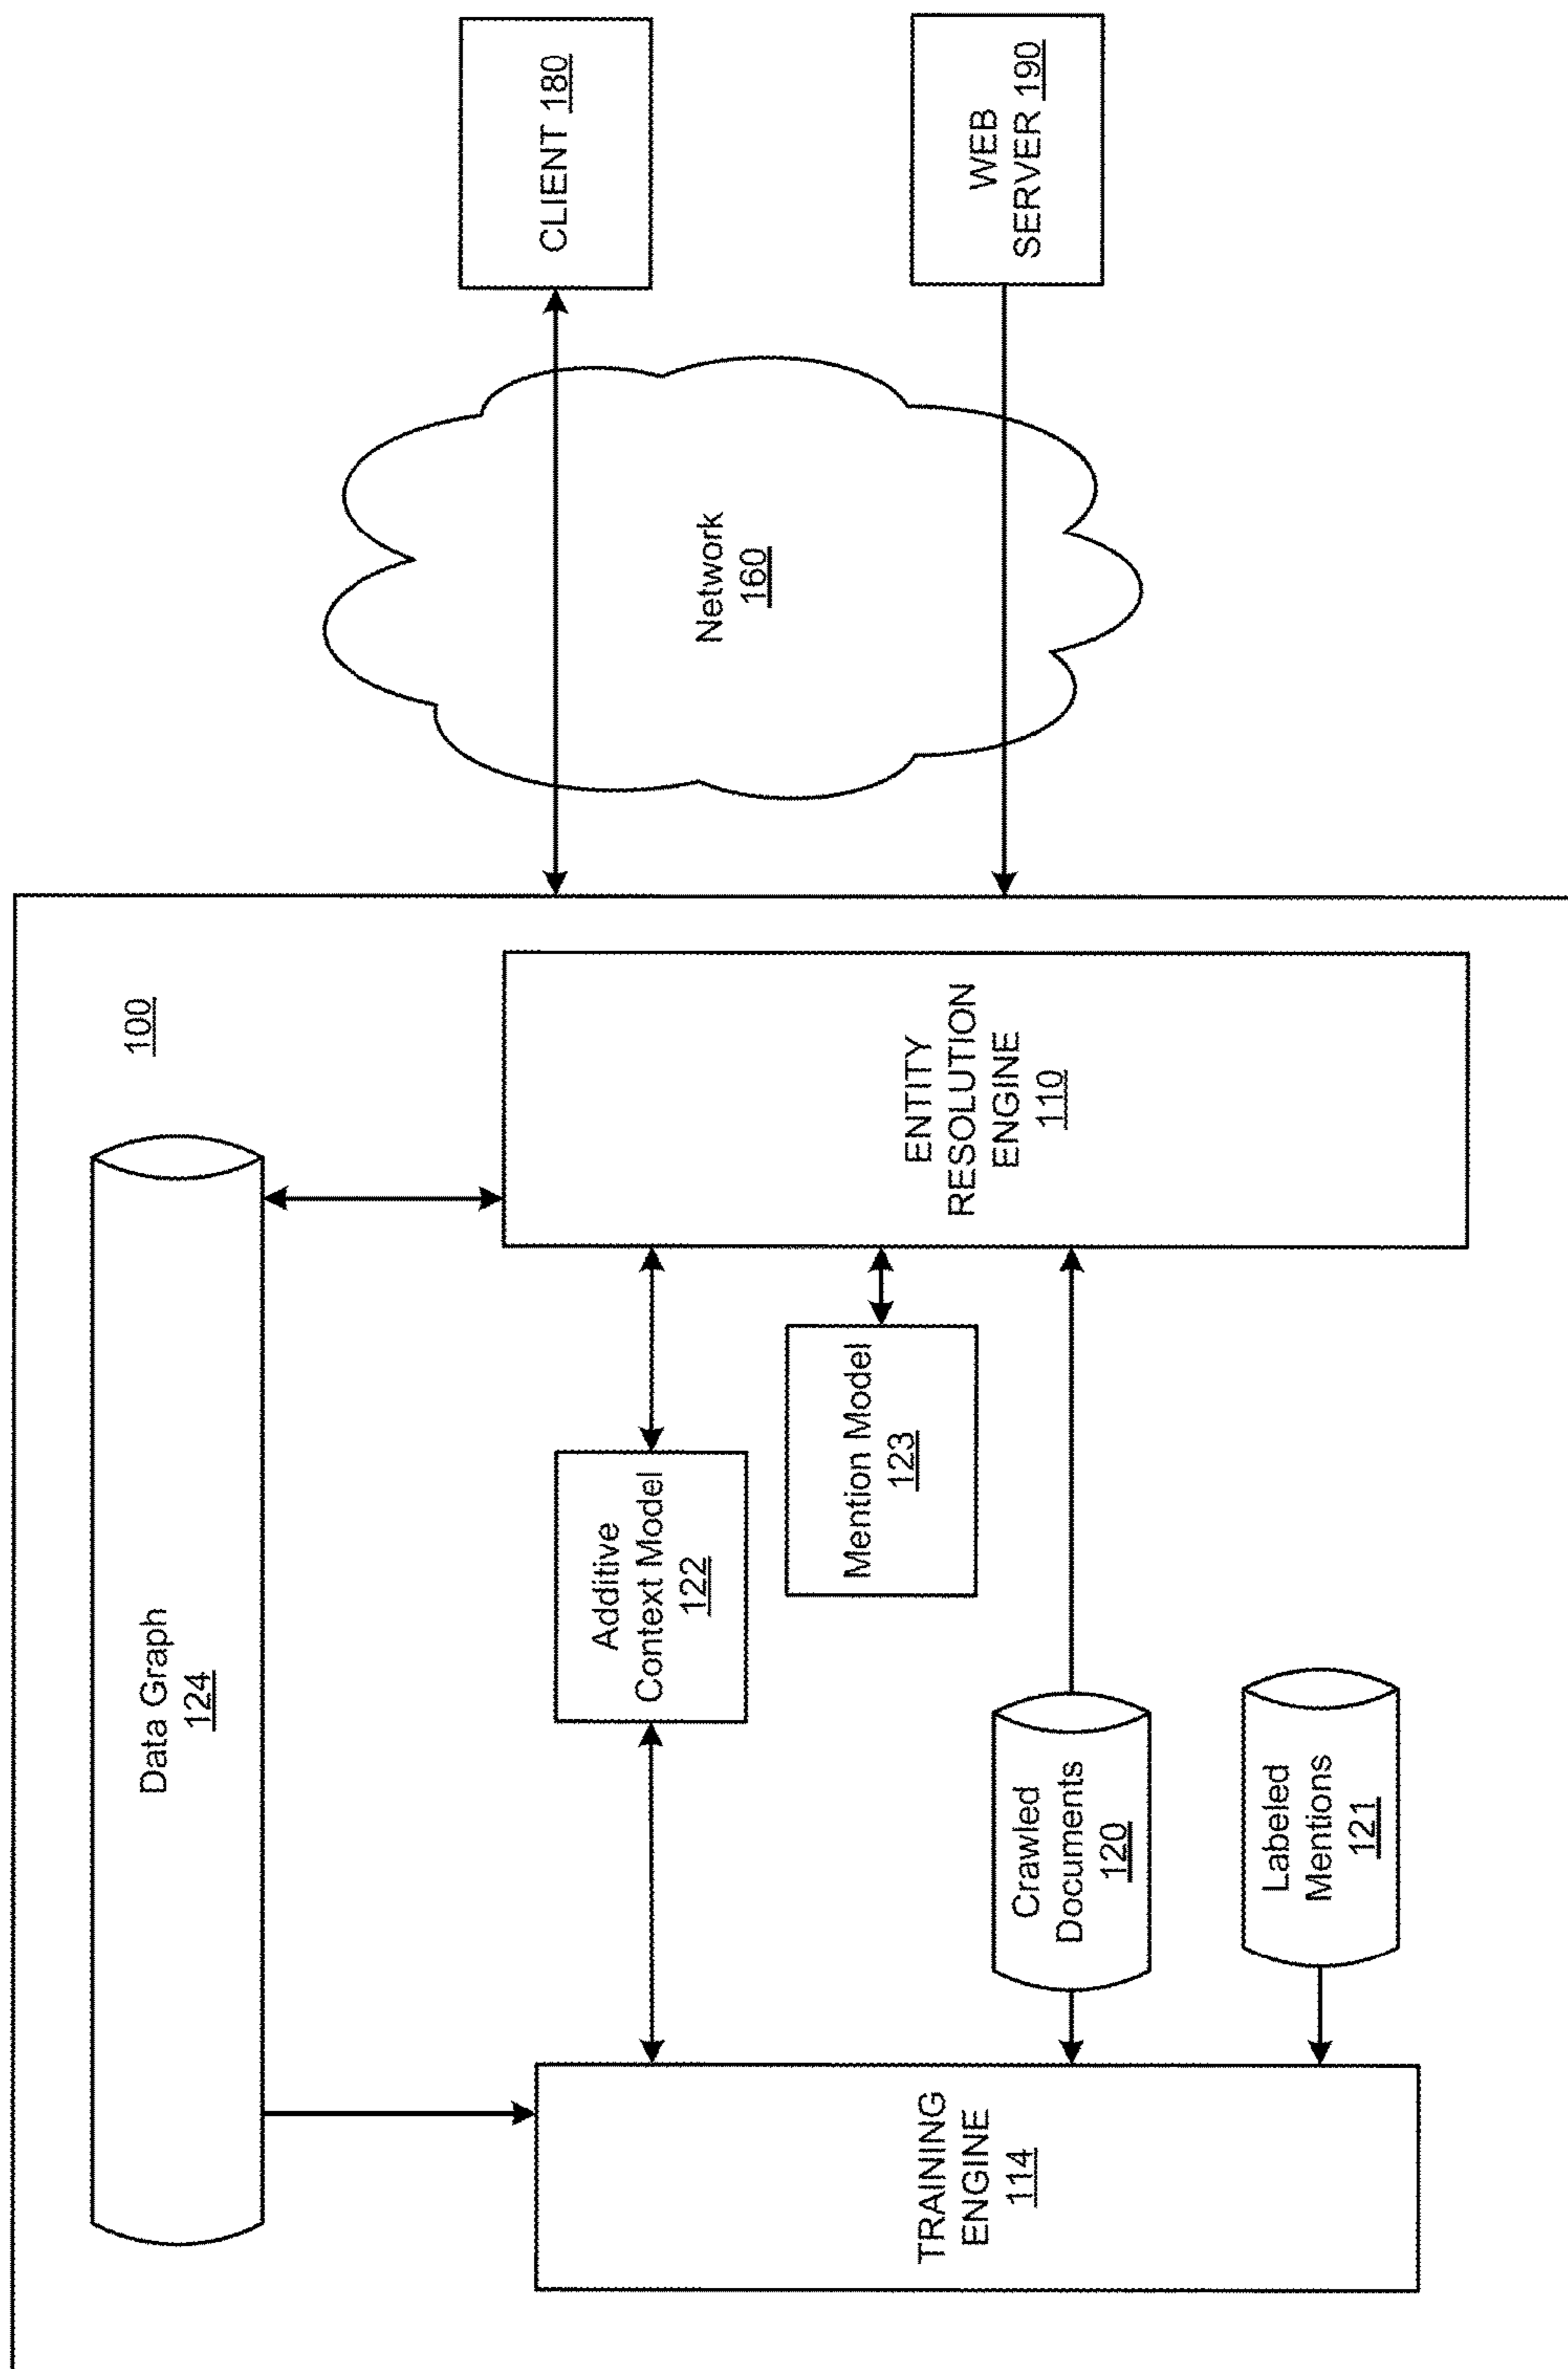 CLIENT 180
WEB
SERVER 190
Network
160
100
Data Graph
124
ENTITY
RESOLUTION
ENGINE
110
Additive
Context Model
122
Mention Model
123
Crawled
Documents
120
Labeled
Mentions
121
TRAINING
ENGINE
114